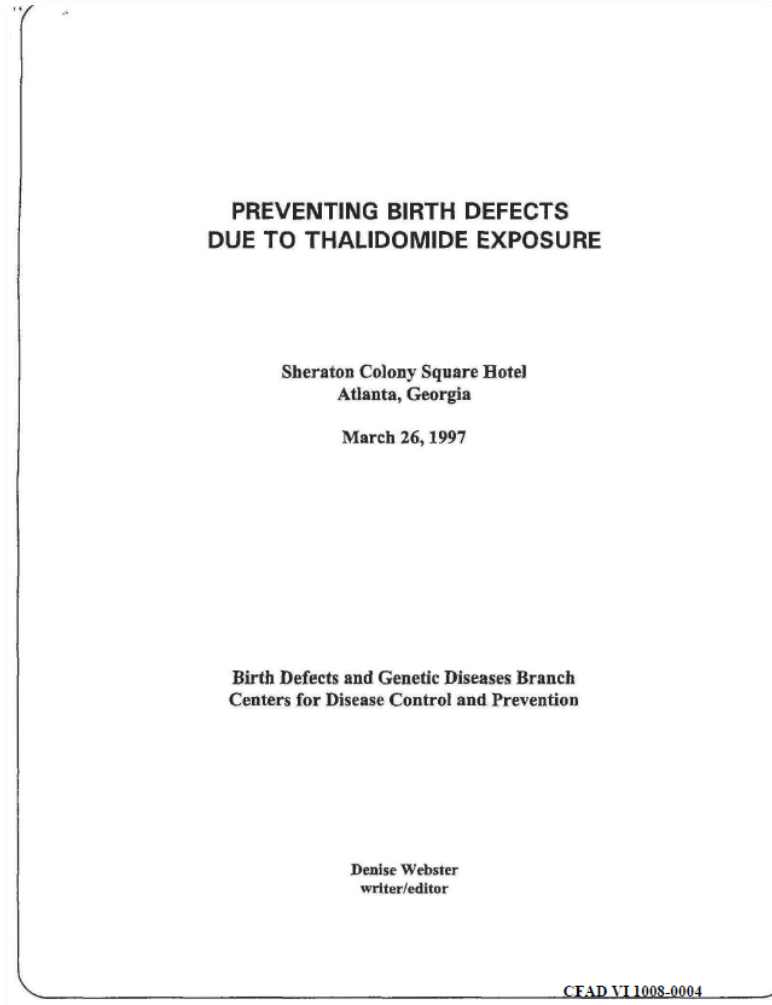 PREVENTING BIRTH DEFECTS
DUE TO THALIDOMIDE EXPOSURE
Sheraton Colony Square Hotel
Atlanta, Georgia
March 26, 1997
Birth Defects and Genetic Diseases Branch
Centers for Disease Control and Prevention
Denise Webster
writer/editor
CFAD VI 1008-0004